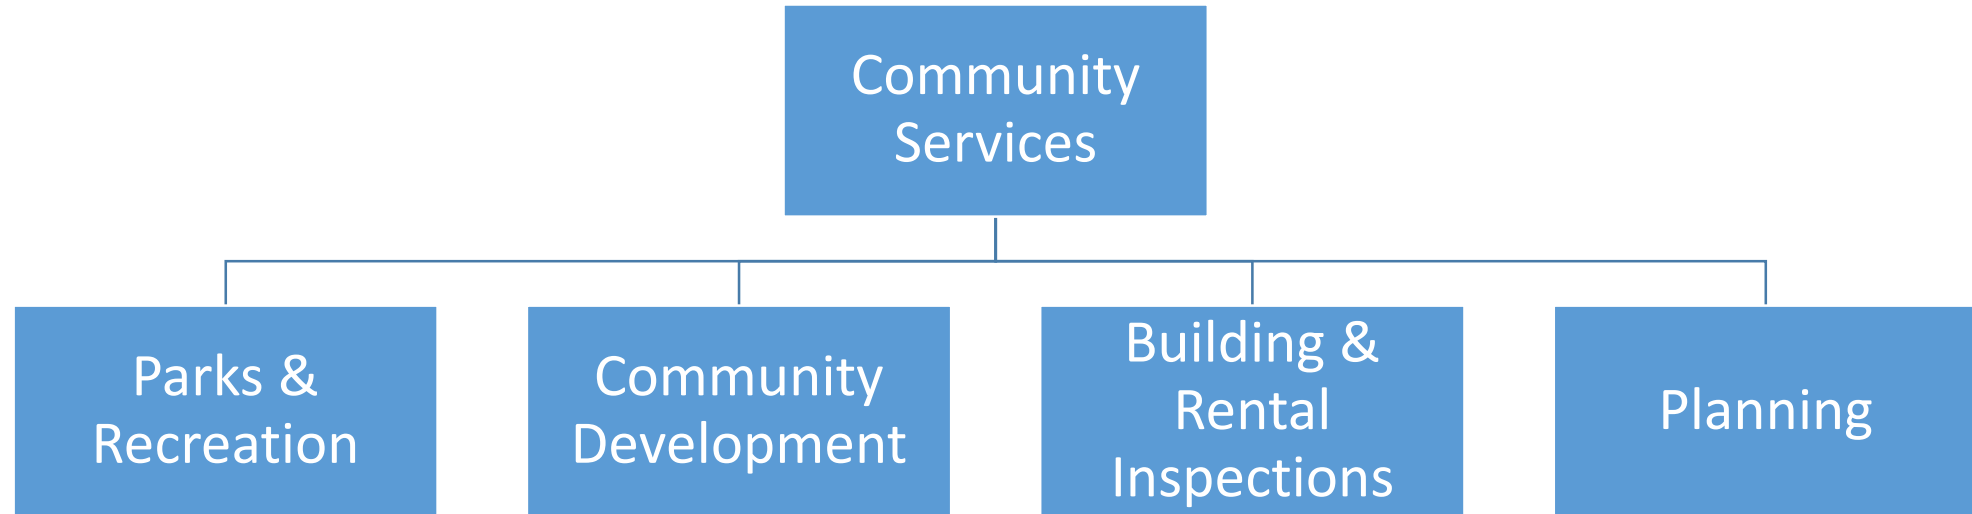 Community
Services
Parks &
Recreation
Community
Development
Building &
Rental
Inspections
Planning